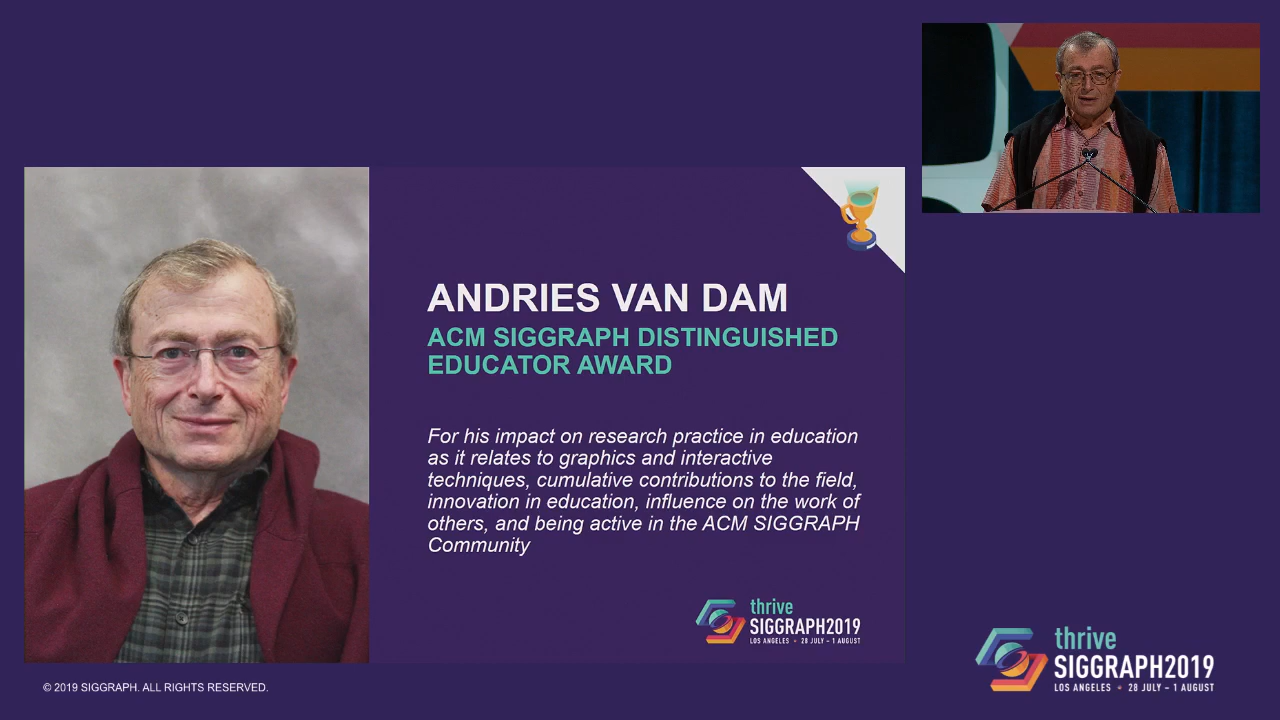 ANDRIES VAN DAM
ACM SIGGRAPH DISTINGUISHED
EDUCATOR AWARD
For his impact on research practice in education
as it relates to graphics and interactive
techniques, cumulative contributions to the field,
innovation in education, influence on the work of
others, and being active in the ACM SIGGRAPH
Community
thrive
SIGGRAPH2019
LOS ANGELES • 28 JULY – 1 AUGUST
© 2019 SIGGRAPH. ALL RIGHTS RESERVED.
thrive
SIGGRAPH2019
LOS ANGELES • 28 JULY – 1 AUGUST